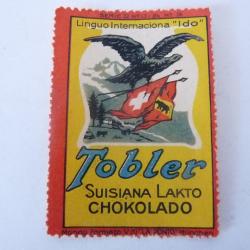 Linguo Internaciona "Ido"
Tobler
SUISIANA LAKTO
CHOKOLADO